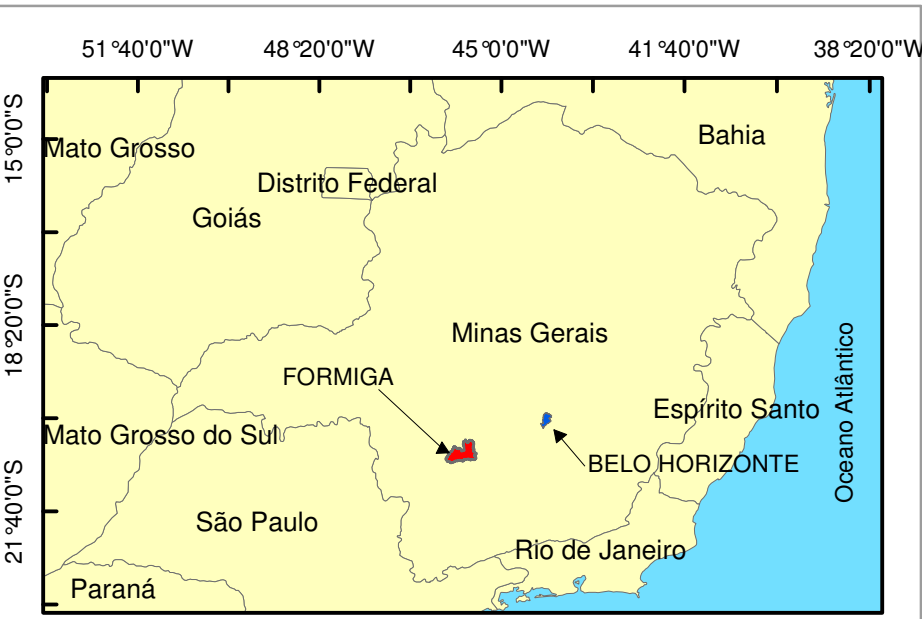 51°40'0"W 48°20'0"W 45°0'0"W 41°40'0"W 38°20'0"W
15°0'0"S
Bahia
Mato Grosso
Distrito Federal
Goiás
18°20'0"S
Minas Gerais
FORMIGA
Oceano Atlântico
Espírito Santo
Mato Grosso do Sul
BELO HORIZONTE
21°40'0"S
São Paulo
Rio de Janeiro
Paraná